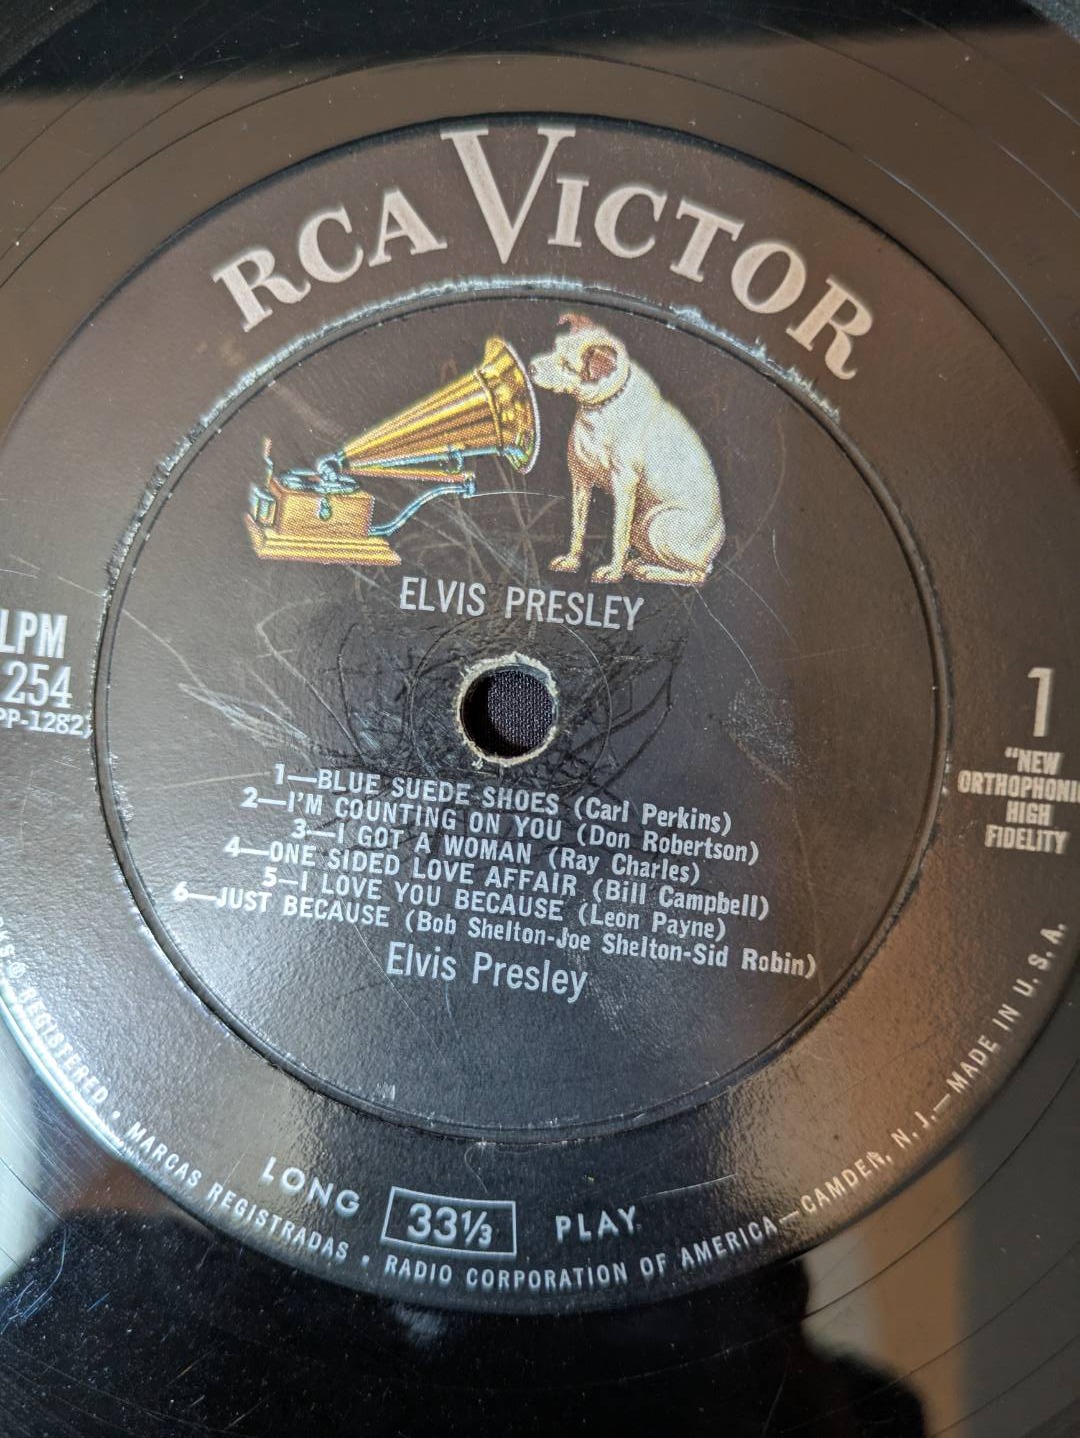 RCA VICTOR
ELVIS PRESLEY
LPM
1254
PP-1282)
1
"NEW
ORTHOPHONIC
HIGH
FIDELITY
1—BLUE SUEDE SHOES (Carl Perkins)
2—I'M COUNTING ON YOU (Don Robertson)
3—I GOT A WOMAN (Ray Charles)
4—ONE SIDED LOVE AFFAIR (Bill Campbell)
5—I LOVE YOU BECAUSE (Leon Payne)
6—JUST BECAUSE (Bob Shelton-Joe Shelton-Sid Robin)
Elvis Presley
LONG 33⅓ PLAY
® REGISTERED • MARCAS REGISTRADAS • RADIO CORPORATION OF AMERICA—CAMDEN, N. J.—MADE IN U. S. A.